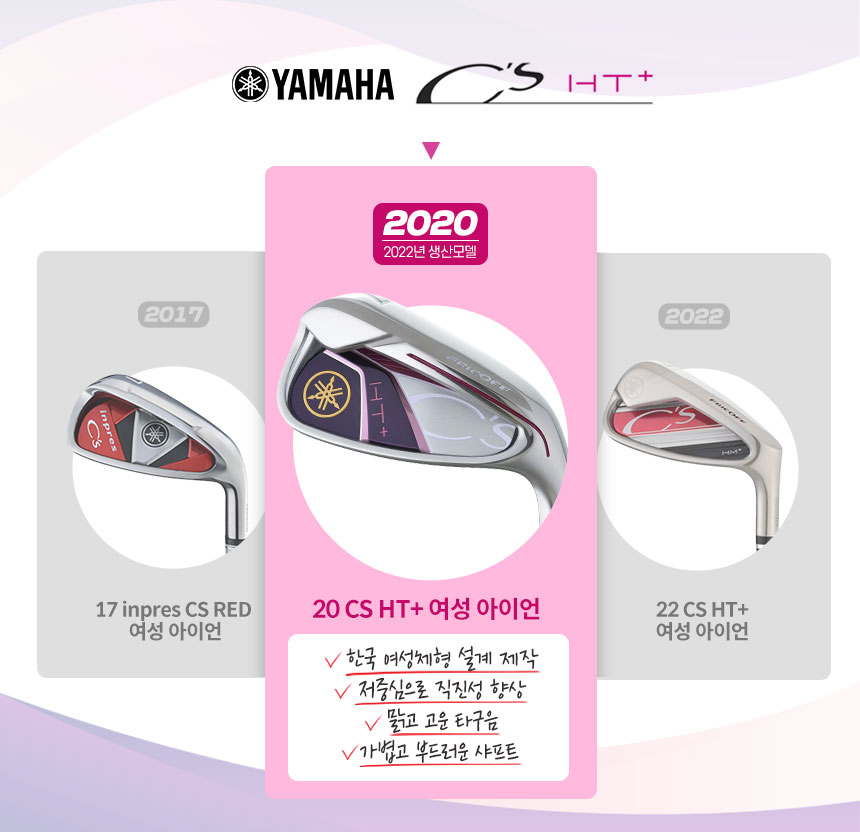 YAMAHA C's HT+
2020
2022년 생산모델
2017
2022
inpres
C's
HT+
C's
FRICOFF
C's
HM+
17 inpres CS RED
여성 아이언
20 CS HT+ 여성 아이언
22 CS HT+
여성 아이언
한국 여성체형 설계 제작
저중심으로 직진성 향상
맑고 고운 타구음
가볍고 부드러운 샤프트